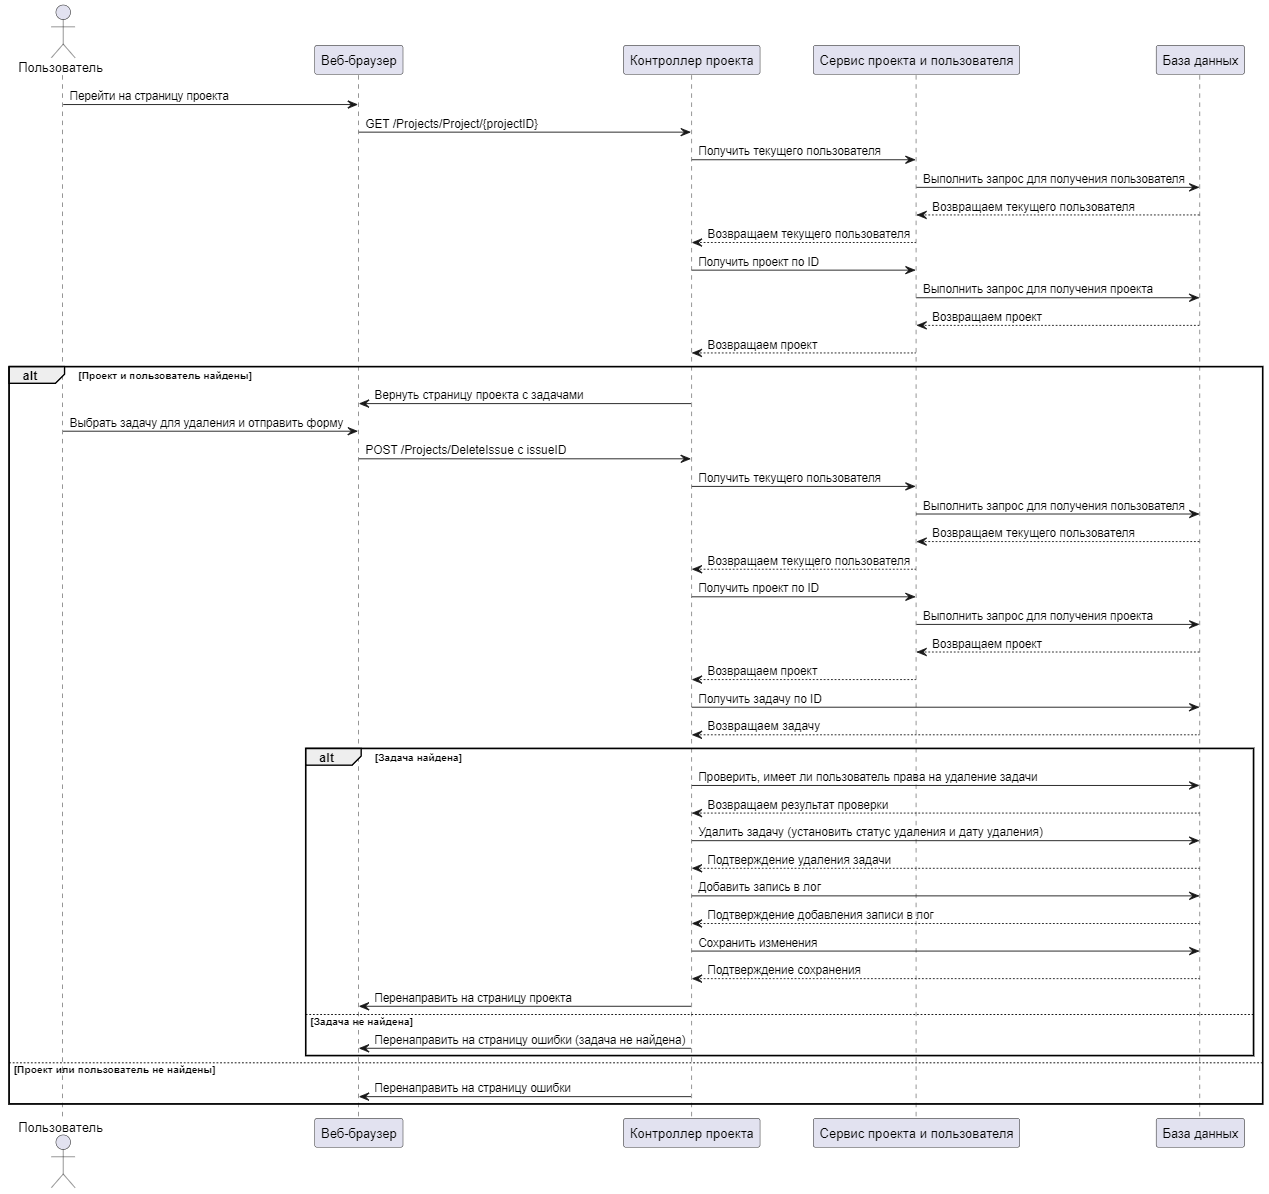 Пользователь
Веб-браузер
Контроллер проекта
Сервис проекта и пользователя
База данных
Перейти на страницу проекта
GET /Projects/Project/{projectID}
Получить текущего пользователя
Выполнить запрос для получения пользователя
Возвращаем текущего пользователя
Возвращаем текущего пользователя
Получить проект по ID
Выполнить запрос для получения проекта
Возвращаем проект
Возвращаем проект
alt [Проект и пользователь найдены]
Вернуть страницу проекта с задачами
Выбрать задачу для удаления и отправить форму
POST /Projects/DeleteIssue с issueID
Получить текущего пользователя
Выполнить запрос для получения пользователя
Возвращаем текущего пользователя
Возвращаем текущего пользователя
Получить проект по ID
Выполнить запрос для получения проекта
Возвращаем проект
Возвращаем проект
Получить задачу по ID
Возвращаем задачу
alt [Задача найдена]
Проверить, имеет ли пользователь права на удаление задачи
Возвращаем результат проверки
Удалить задачу (установить статус удаления и дату удаления)
Подтверждение удаления задачи
Добавить запись в лог
Подтверждение добавления записи в лог
Сохранить изменения
Подтверждение сохранения
Перенаправить на страницу проекта
[Задача не найдена]
Перенаправить на страницу ошибки (задача не найдена)
[Проект или пользователь не найдены]
Перенаправить на страницу ошибки
Пользователь
Веб-браузер
Контроллер проекта
Сервис проекта и пользователя
База данных